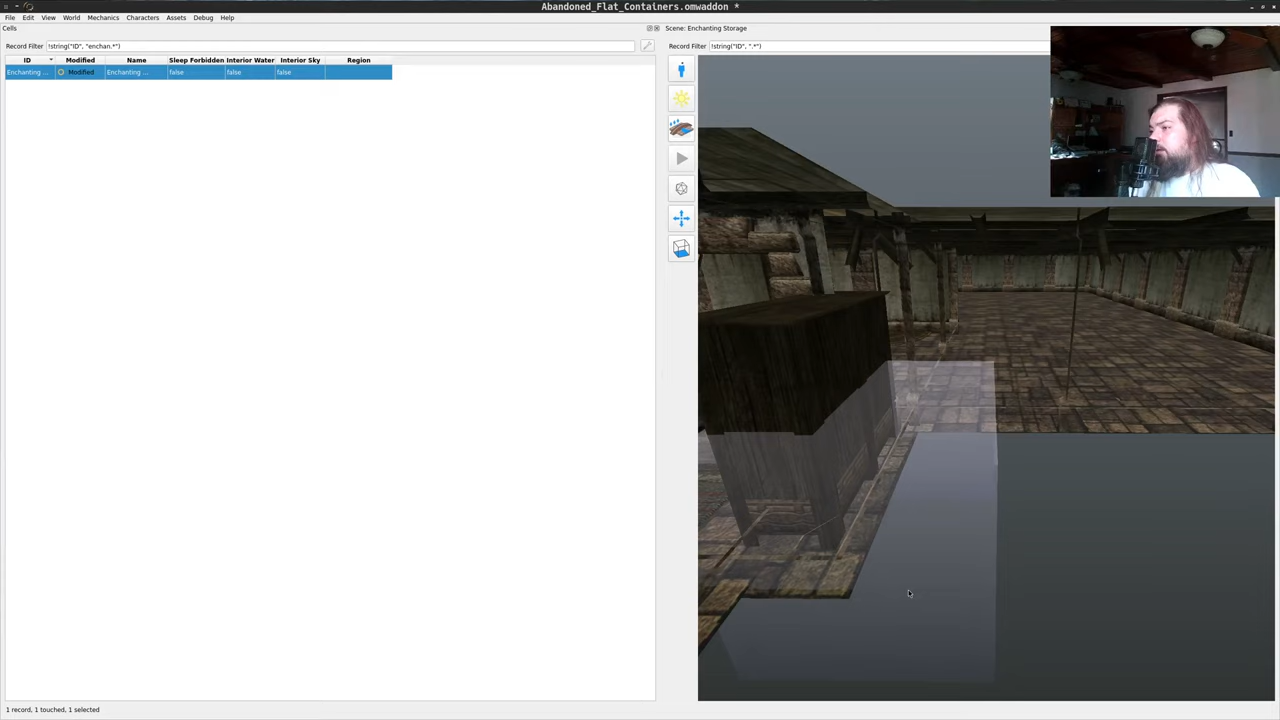 Abandoned_Flat_Containers.omwaddon *
File Edit View World Mechanics Characters Assets Debug Help
Cells
Scene: Enchanting Storage
Record Filter !string("ID", "enchan.*")
Record Filter !string("ID", ".*")
ID Modified Name Sleep Forbidden Interior Water Interior Sky Region
Enchanting ... Modified Enchanting ... false false false
1 record, 1 touched, 1 selected